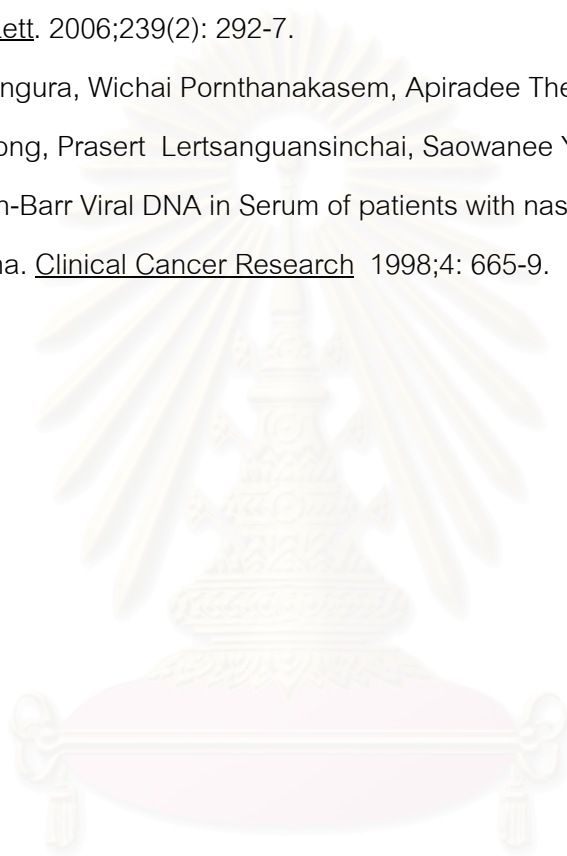 ett. 2006;239(2): 292-7.
ngura, Wichai Pornthanakasem, Apiradee The
ong, Prasert  Lertsanguansinchai, Saowanee Y
n-Barr Viral DNA in Serum of patients with nas
na. Clinical Cancer Research  1998;4: 665-9.